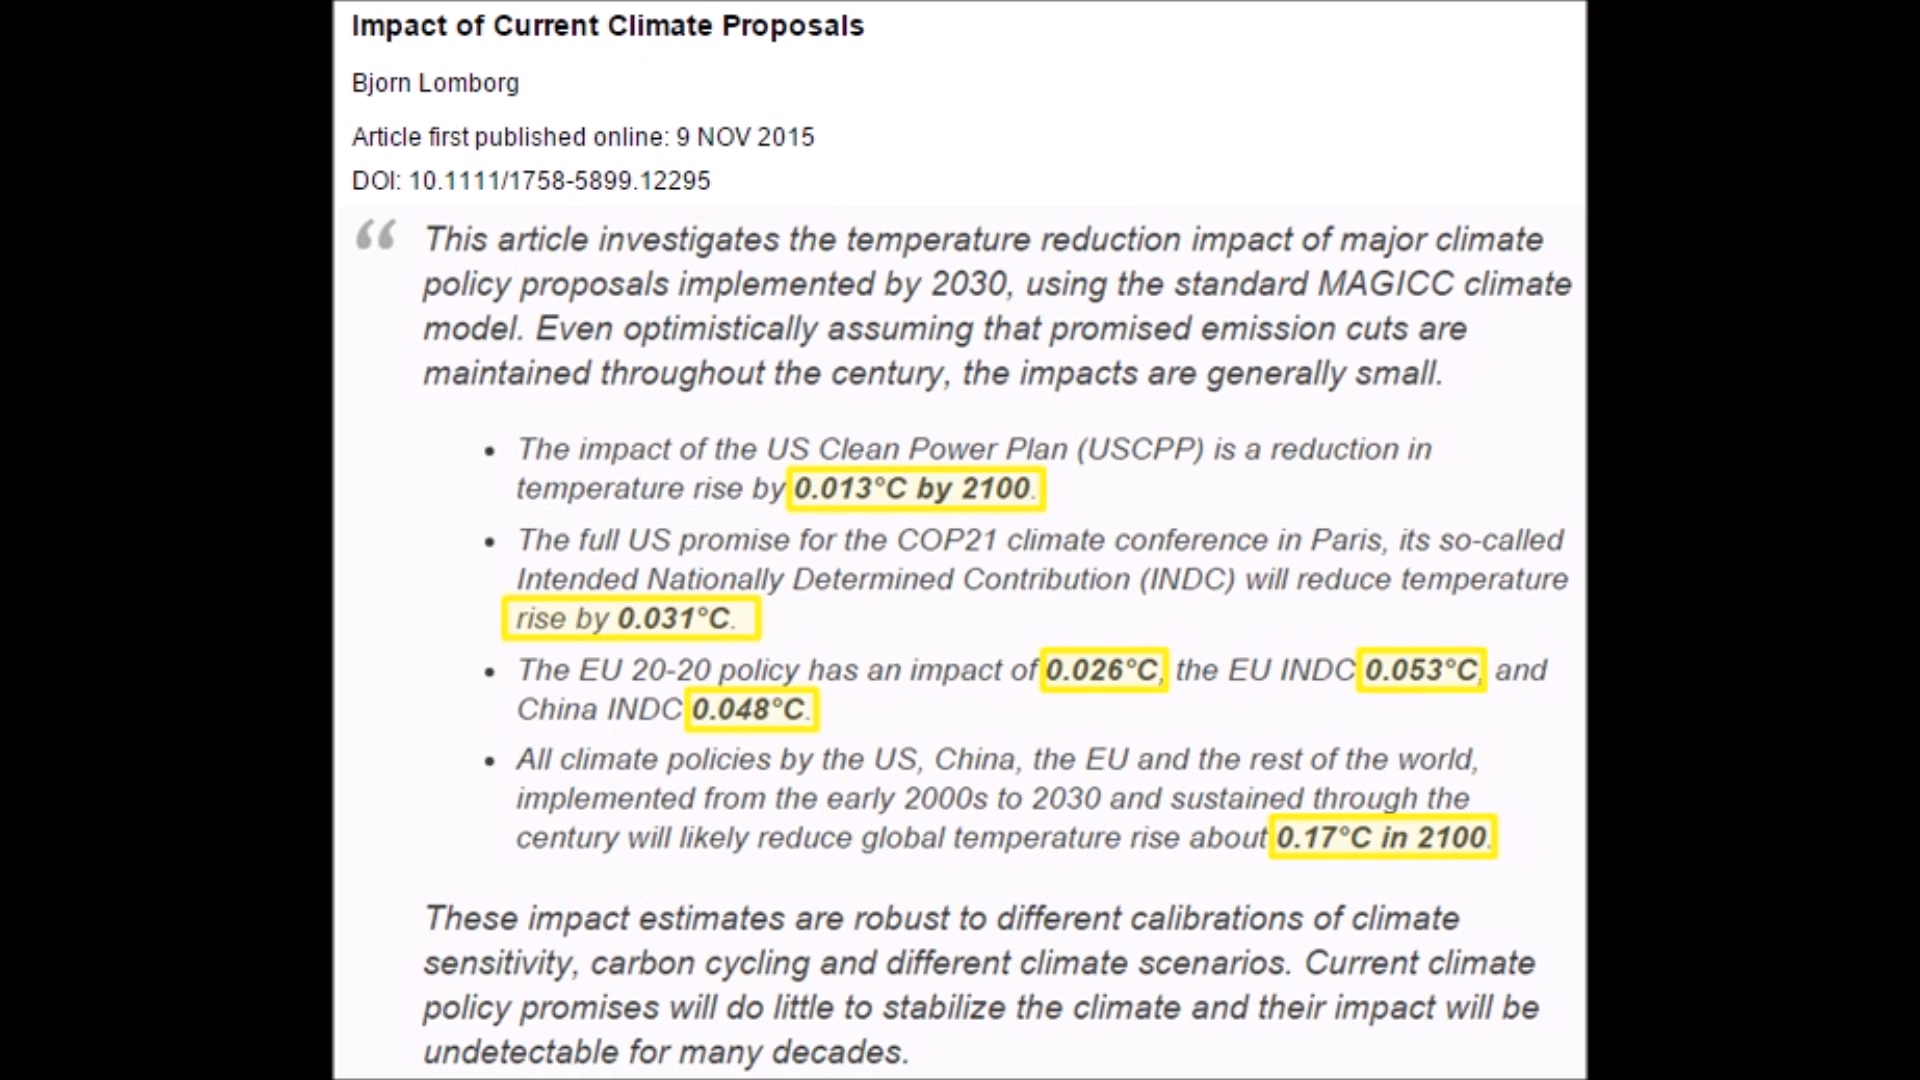 Impact of Current Climate Proposals
Bjorn Lomborg
Article first published online: 9 NOV 2015
DOI: 10.1111/1758-5899.12295
“ This article investigates the temperature reduction impact of major climate
policy proposals implemented by 2030, using the standard MAGICC climate
model. Even optimistically assuming that promised emission cuts are
maintained throughout the century, the impacts are generally small.
• The impact of the US Clean Power Plan (USCPP) is a reduction in
temperature rise by 0.013°C by 2100.
• The full US promise for the COP21 climate conference in Paris, its so-called
Intended Nationally Determined Contribution (INDC) will reduce temperature
rise by 0.031°C.
• The EU 20-20 policy has an impact of 0.026°C, the EU INDC 0.053°C, and
China INDC 0.048°C.
• All climate policies by the US, China, the EU and the rest of the world,
implemented from the early 2000s to 2030 and sustained through the
century will likely reduce global temperature rise about 0.17°C in 2100.
These impact estimates are robust to different calibrations of climate
sensitivity, carbon cycling and different climate scenarios. Current climate
policy promises will do little to stabilize the climate and their impact will be
undetectable for many decades.